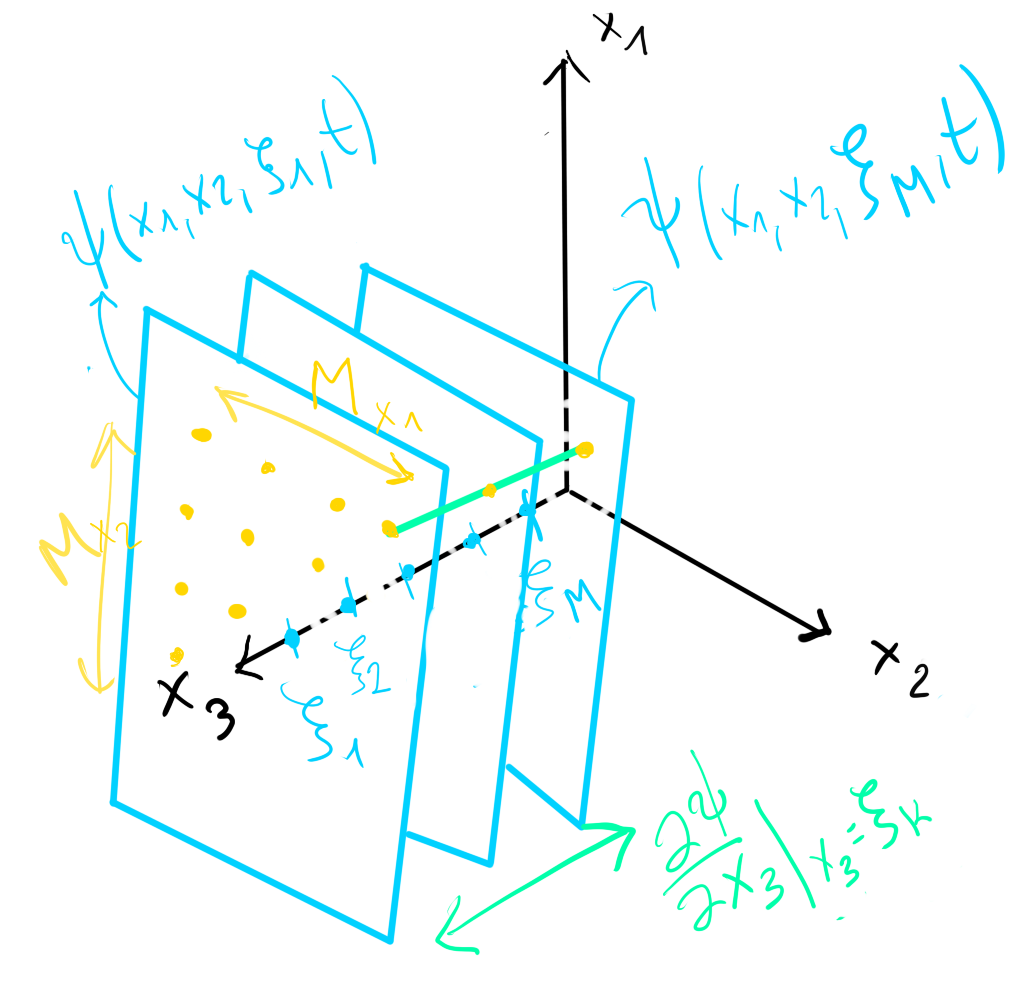 x1
ψ(x1, x2, ξ1, t)
ψ(x1, x2, ξM, t)
Mx1
Mx2
ξM
ξ2
ξ1
x3
x2
∂ψ/∂x3 | x3=ξK